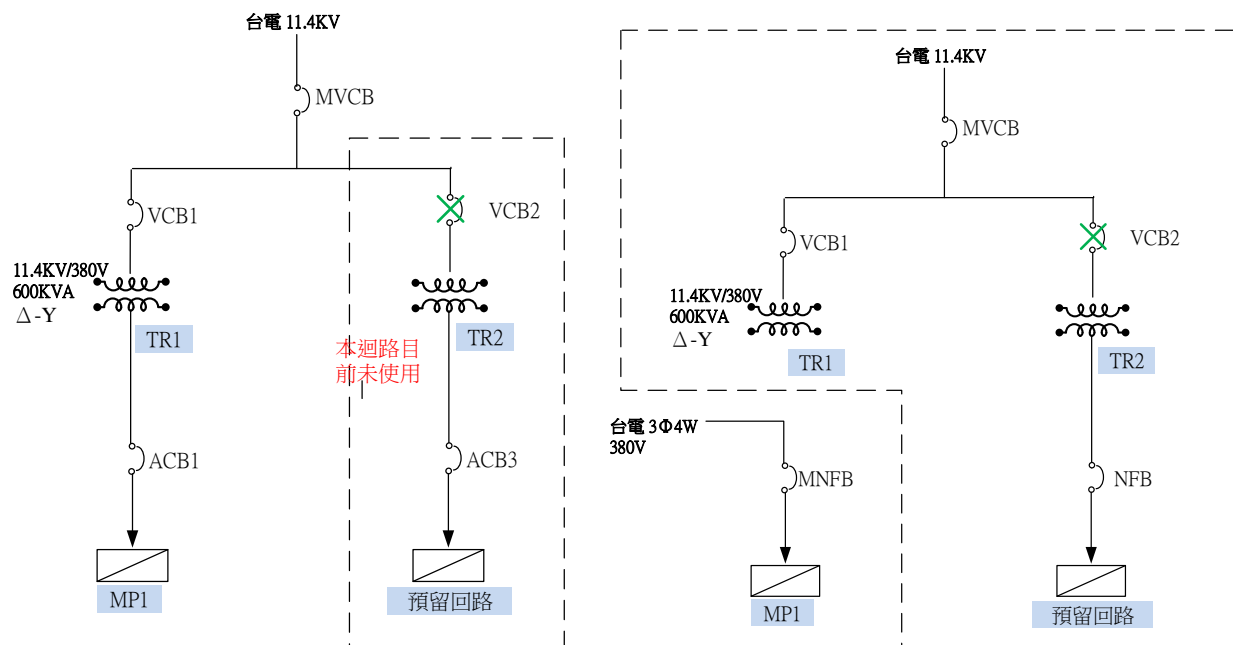 台電 11.4KV
MVCB
VCB1
VCB2
11.4KV/380V
600KVA
Δ-Y
TR1
TR2
本迴路目
前未使用
ACB1
ACB3
MP1
預留回路
台電 11.4KV
MVCB
VCB1
VCB2
11.4KV/380V
600KVA
Δ-Y
TR1
TR2
台電 3Φ4W
380V
MNFB
NFB
MP1
預留回路